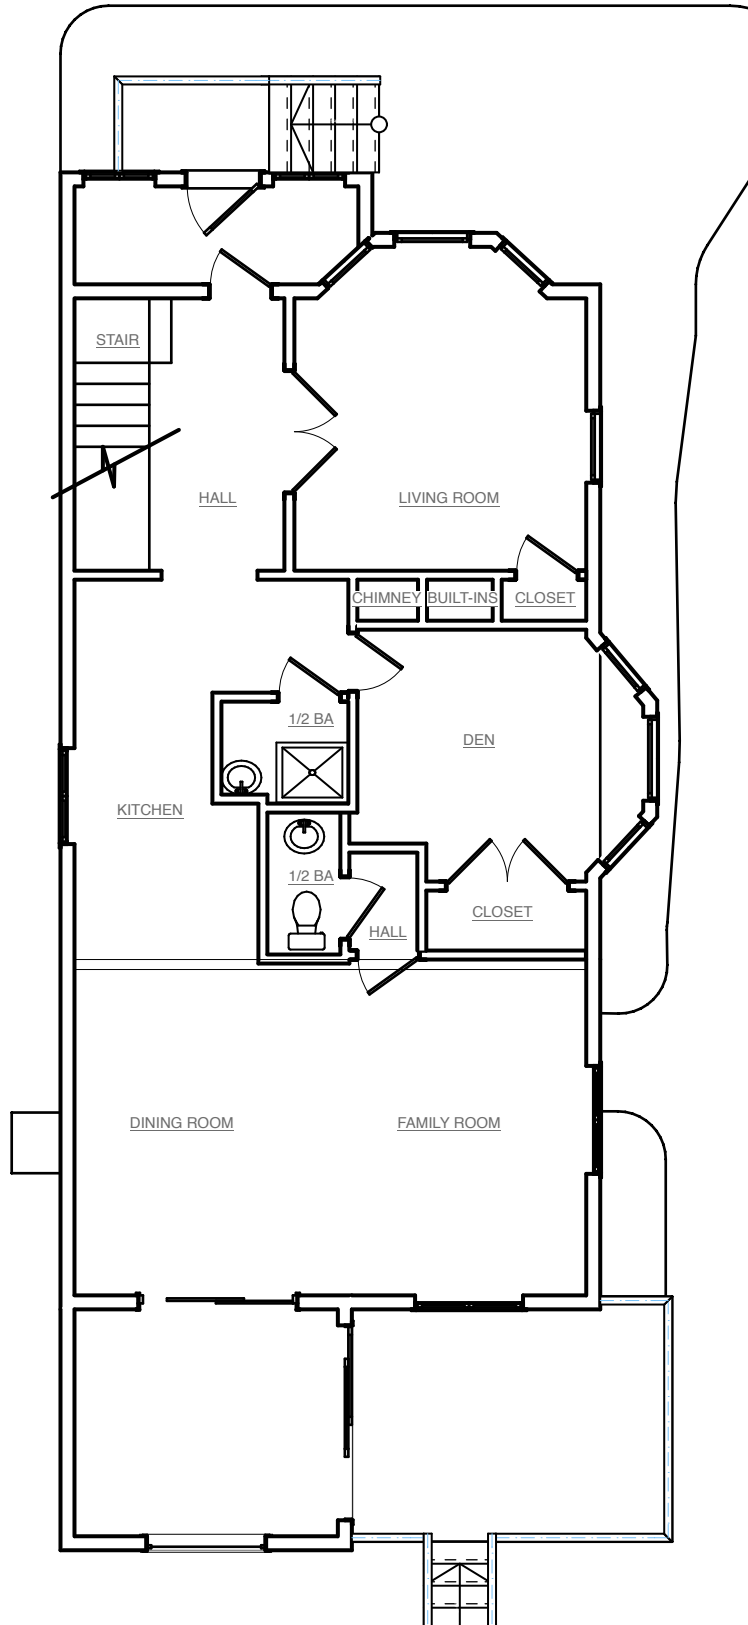 STAIR
HALL
LIVING ROOM
CHIMNEY
BUILT-INS
CLOSET
1/2 BA
DEN
KITCHEN
1/2 BA
CLOSET
HALL
DINING ROOM
FAMILY ROOM